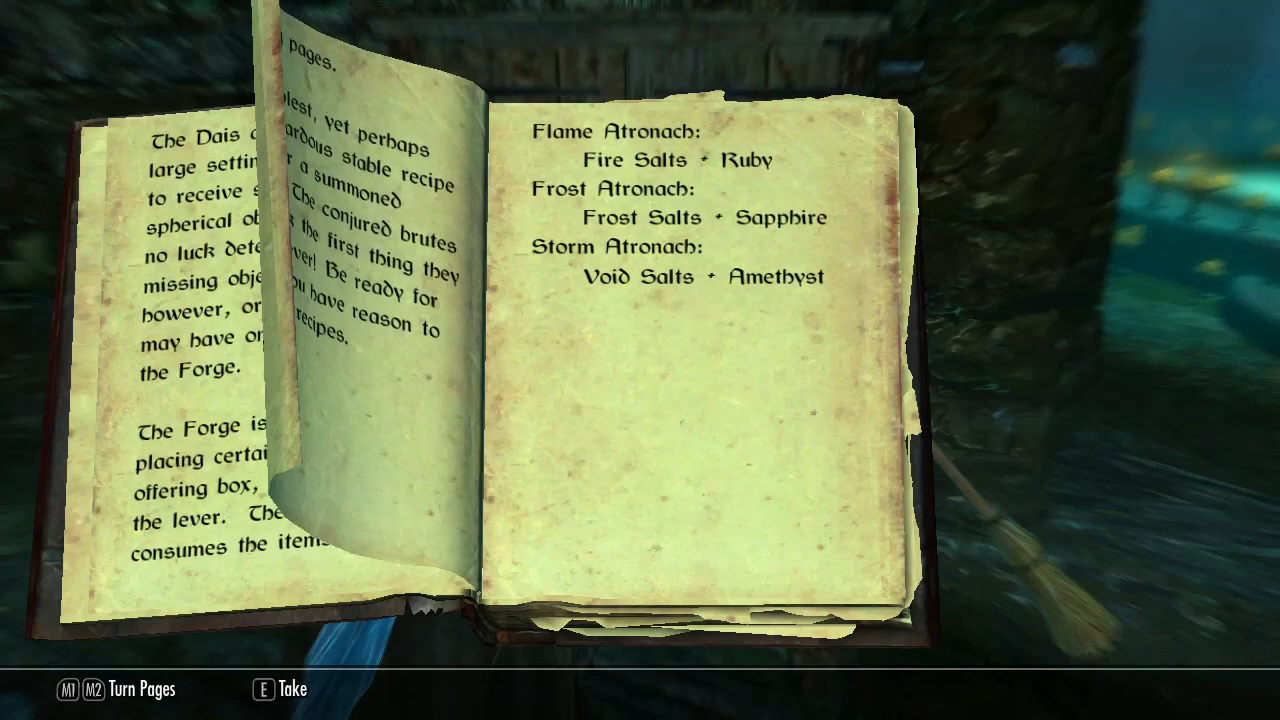 The Dais
large settin
to receive
spherical ob
no luck dete
missing obje
however, or
may have or
the Forge.
The Forge is
placing certai
offering box,
the lever. The
consumes the items
pages.
lest, yet perhaps
ardous stable recipe
r a summoned
The conjured brutes
the first thing they
ver! Be ready for
ou have reason to
recipes.
Flame Atronach:
Fire Salts + Ruby
Frost Atronach:
Frost Salts + Sapphire
Storm Atronach:
Void Salts + Amethyst
M1 M2 Turn Pages
E Take